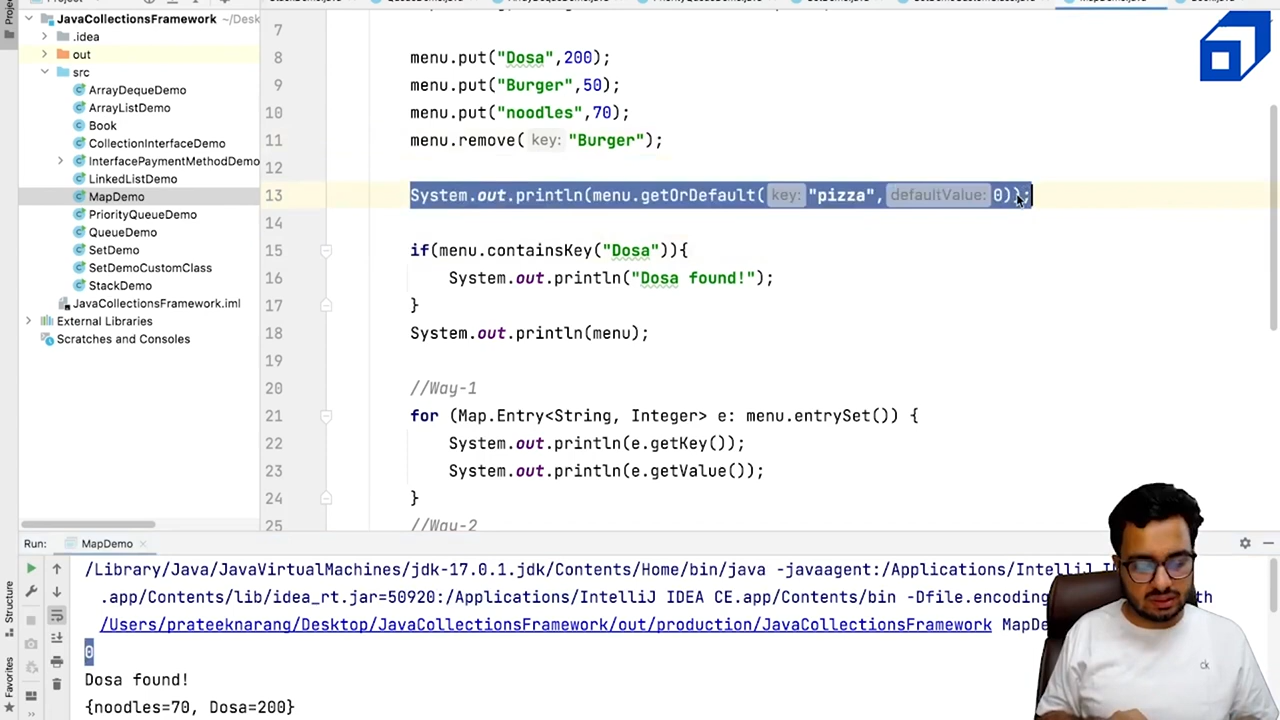 JavaCollectionsFramework ~/Desk
.idea
out
src
ArrayDequeDemo
ArrayListDemo
Book
CollectionInterfaceDemo
InterfacePaymentMethodDemo
LinkedListDemo
MapDemo
PriorityQueueDemo
QueueDemo
SetDemo
SetDemoCustomClass
StackDemo
JavaCollectionsFramework.iml
External Libraries
Scratches and Consoles
Structure
Favorites
7
8 menu.put("Dosa",200);
9 menu.put("Burger",50);
10 menu.put("noodles",70);
11 menu.remove( key: "Burger");
12
13 System.out.println(menu.getOrDefault( key: "pizza", defaultValue: 0));
14
15 if(menu.containsKey("Dosa")){
16 System.out.println("Dosa found!");
17 }
18 System.out.println(menu);
19
20 //Way-1
21 for (Map.Entry<String, Integer> e: menu.entrySet()) {
22 System.out.println(e.getKey());
23 System.out.println(e.getValue());
24 }
25 //Way-2
Run: MapDemo
/Library/Java/JavaVirtualMachines/jdk-17.0.1.jdk/Contents/Home/bin/java -javaagent:/Applications/IntelliJ
.app/Contents/lib/idea_rt.jar=50920:/Applications/IntelliJ IDEA CE.app/Contents/bin -Dfile.encoding
/Users/prateeknarang/Desktop/JavaCollectionsFramework/out/production/JavaCollectionsFramework MapDe
0
Dosa found!
{noodles=70, Dosa=200}